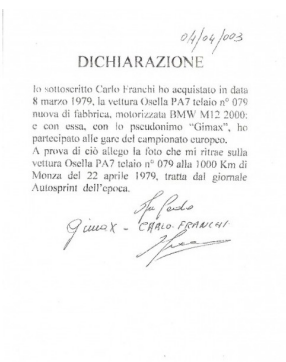 04/04/003
DICHIARAZIONE
Io sottoscritto Carlo Franchi ho acquistato in data
8 marzo 1979, la vettura Osella PA7 telaio n° 079
nuova di fabbrica, motorizzata BMW M12 2000:
e con essa, con lo pseudonimo "Gimax", ho
partecipato alle gare del campionato europeo.
A prova di ciò allego la foto che mi ritrae sulla
vettura Osella PA7 telaio n° 079 alla 1000 Km di
Monza del 22 aprile 1979, tratta dal giornale
Autosprint dell'epoca.
Gimax - CARLO FRANCHI